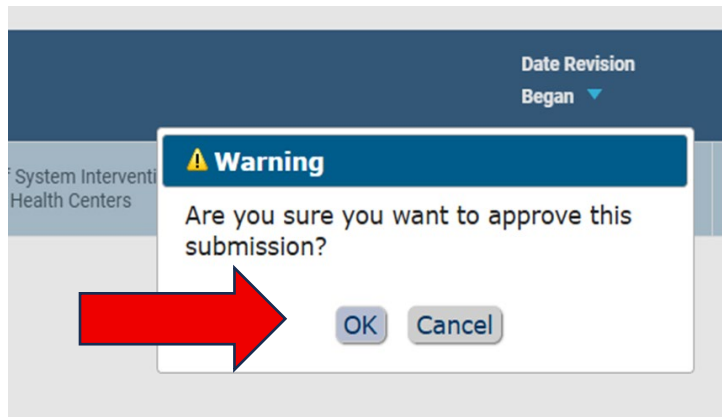 Date Revision
Began
System Interventi
Health Centers
Warning
Are you sure you want to approve this
submission?
OK Cancel